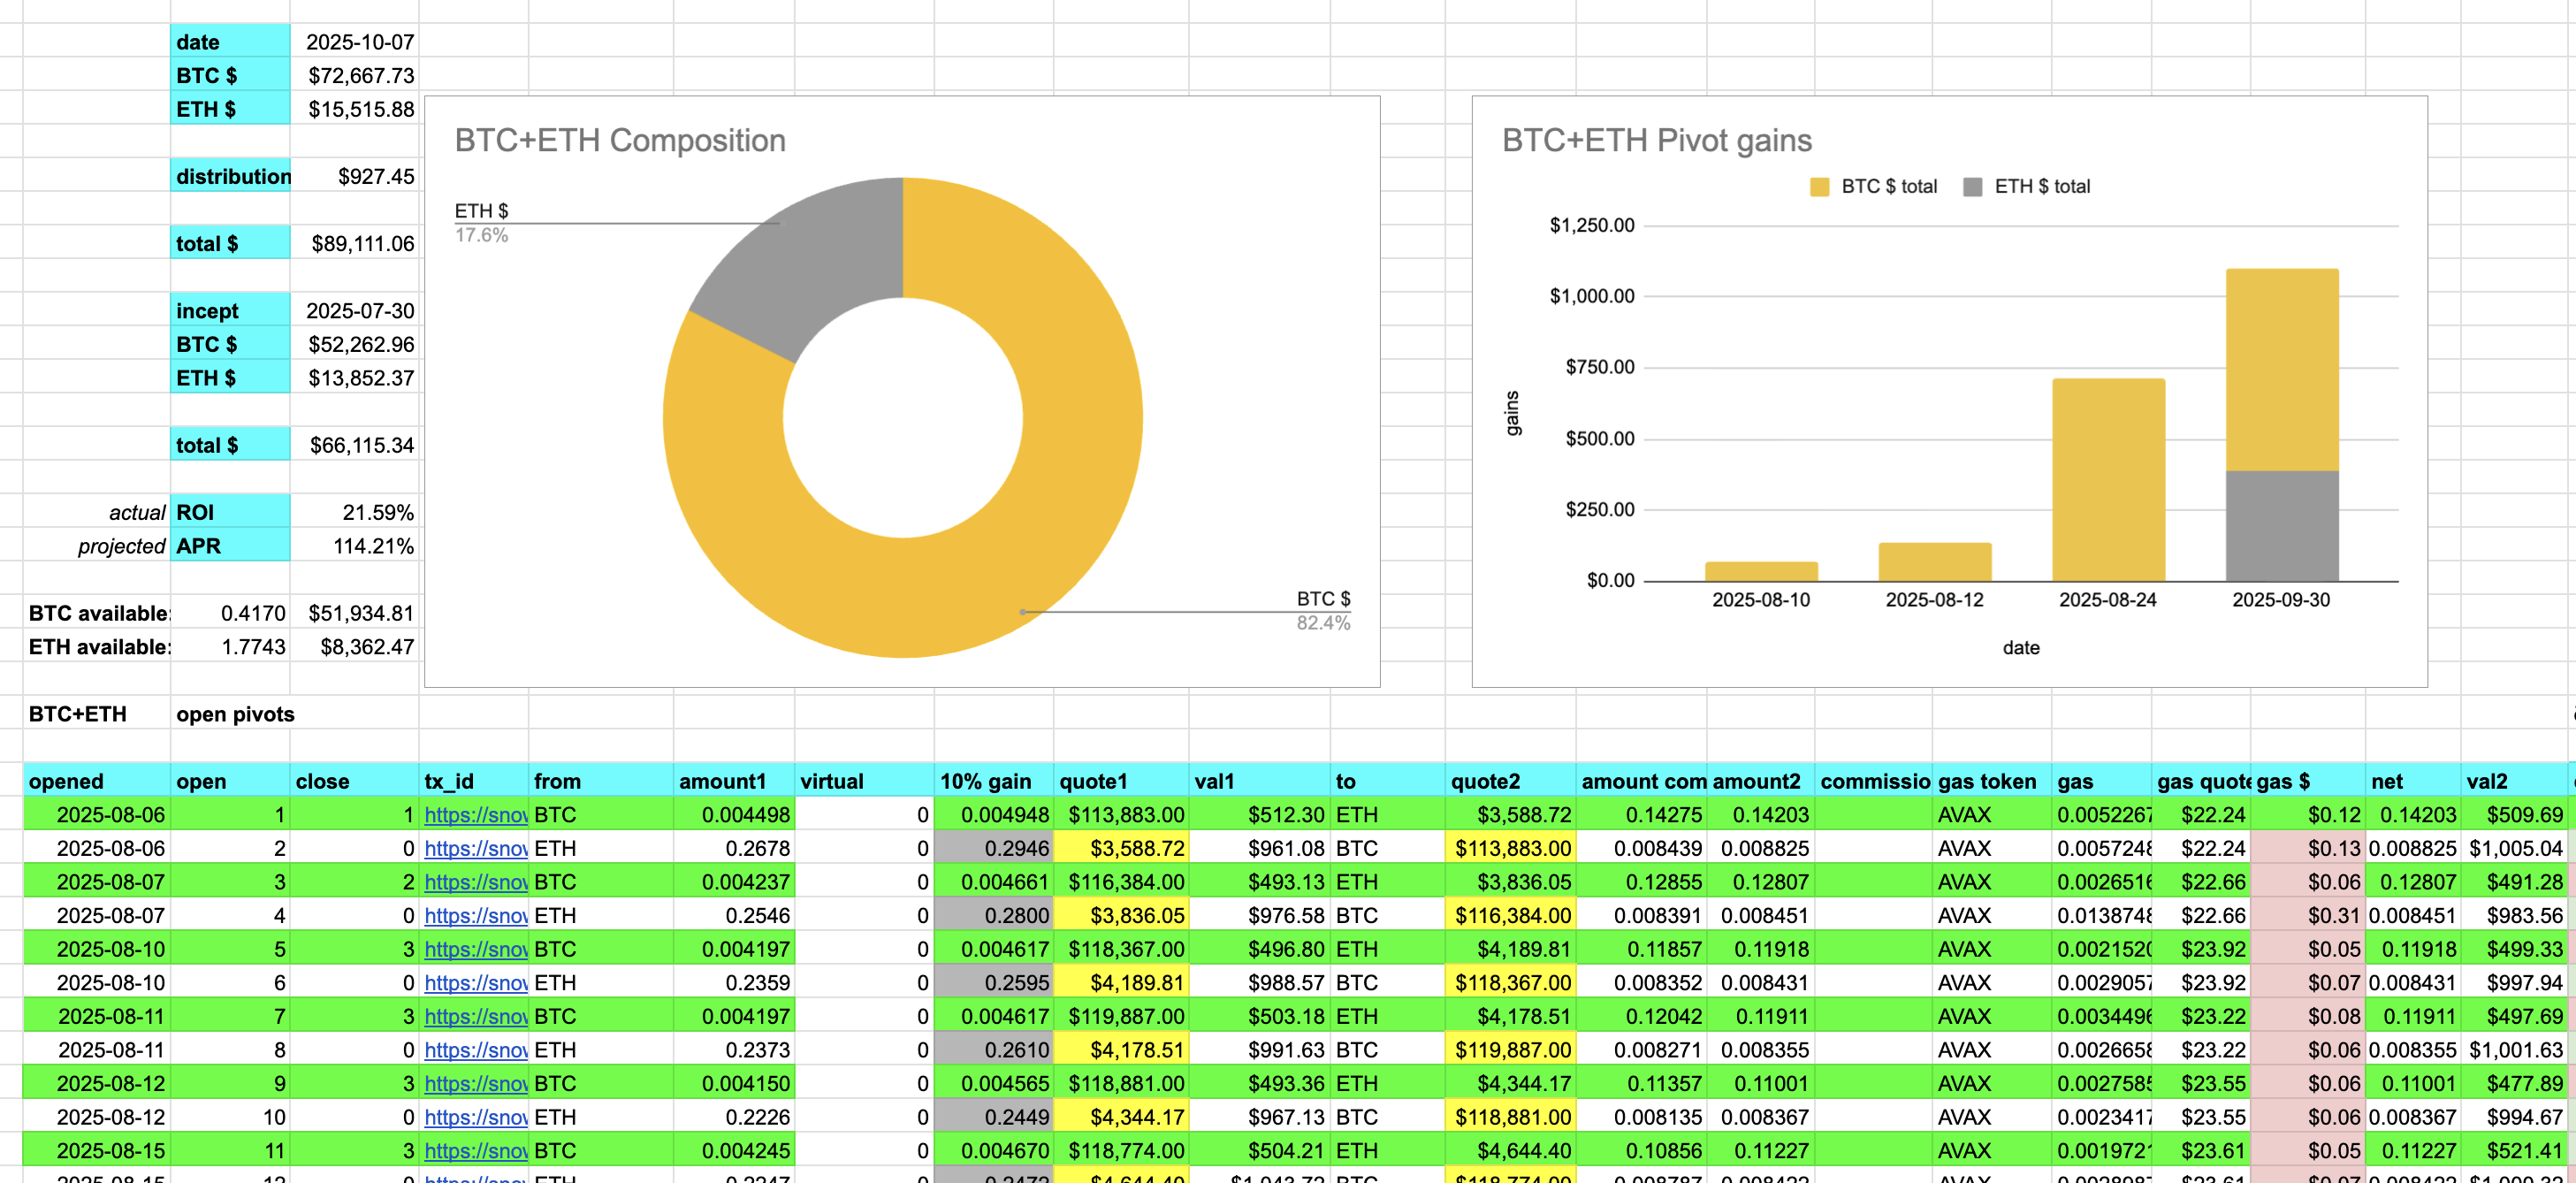 date 2025-10-07
BTC $ $72,667.73
ETH $ $15,515.88
distribution $927.45
total $ $89,111.06
incept 2025-07-30
BTC $ $52,262.96
ETH $ $13,852.37
total $ $66,115.34
actual ROI 21.59%
projected APR 114.21%
BTC available: 0.4170 $51,934.81
ETH available: 1.7743 $8,362.47
BTC+ETH Composition
ETH $
17.6%
BTC $
82.4%
BTC+ETH Pivot gains
BTC $ total ETH $ total
$1,250.00
$1,000.00
$750.00
$500.00
$250.00
$0.00
gains
2025-08-10 2025-08-12 2025-08-24 2025-09-30
date
BTC+ETH open pivots
opened open close tx_id from amount1 virtual 10% gain quote1 val1 to quote2 amount com amount2 commissio gas token gas gas quote gas $ net val2
2025-08-06 1 1 https://snow BTC 0.004498 0 0.004948 $113,883.00 $512.30 ETH $3,588.72 0.14275 0.14203 AVAX 0.0052267 $22.24 $0.12 0.14203 $509.69
2025-08-06 2 0 https://snow ETH 0.2678 0 0.2946 $3,588.72 $961.08 BTC $113,883.00 0.008439 0.008825 AVAX 0.0057248 $22.24 $0.13 0.008825 $1,005.04
2025-08-07 3 2 https://snow BTC 0.004237 0 0.004661 $116,384.00 $493.13 ETH $3,836.05 0.12855 0.12807 AVAX 0.0026516 $22.66 $0.06 0.12807 $491.28
2025-08-07 4 0 https://snow ETH 0.2546 0 0.2800 $3,836.05 $976.58 BTC $116,384.00 0.008391 0.008451 AVAX 0.0138748 $22.66 $0.31 0.008451 $983.56
2025-08-10 5 3 https://snow BTC 0.004197 0 0.004617 $118,367.00 $496.80 ETH $4,189.81 0.11857 0.11918 AVAX 0.0021520 $23.92 $0.05 0.11918 $499.33
2025-08-10 6 0 https://snow ETH 0.2359 0 0.2595 $4,189.81 $988.57 BTC $118,367.00 0.008352 0.008431 AVAX 0.0029057 $23.92 $0.07 0.008431 $997.94
2025-08-11 7 3 https://snow BTC 0.004197 0 0.004617 $119,887.00 $503.18 ETH $4,178.51 0.12042 0.11911 AVAX 0.0034496 $23.22 $0.08 0.11911 $497.69
2025-08-11 8 0 https://snow ETH 0.2373 0 0.2610 $4,178.51 $991.63 BTC $119,887.00 0.008271 0.008355 AVAX 0.0026658 $23.22 $0.06 0.008355 $1,001.63
2025-08-12 9 3 https://snow BTC 0.004150 0 0.004565 $118,881.00 $493.36 ETH $4,344.17 0.11357 0.11001 AVAX 0.0027585 $23.55 $0.06 0.11001 $477.89
2025-08-12 10 0 https://snow ETH 0.2226 0 0.2449 $4,344.17 $967.13 BTC $118,881.00 0.008135 0.008367 AVAX 0.0023417 $23.55 $0.06 0.008367 $994.67
2025-08-15 11 3 https://snow BTC 0.004245 0 0.004670 $118,774.00 $504.21 ETH $4,644.40 0.10856 0.11227 AVAX 0.001972 $23.61 $0.05 0.11227 $521.41